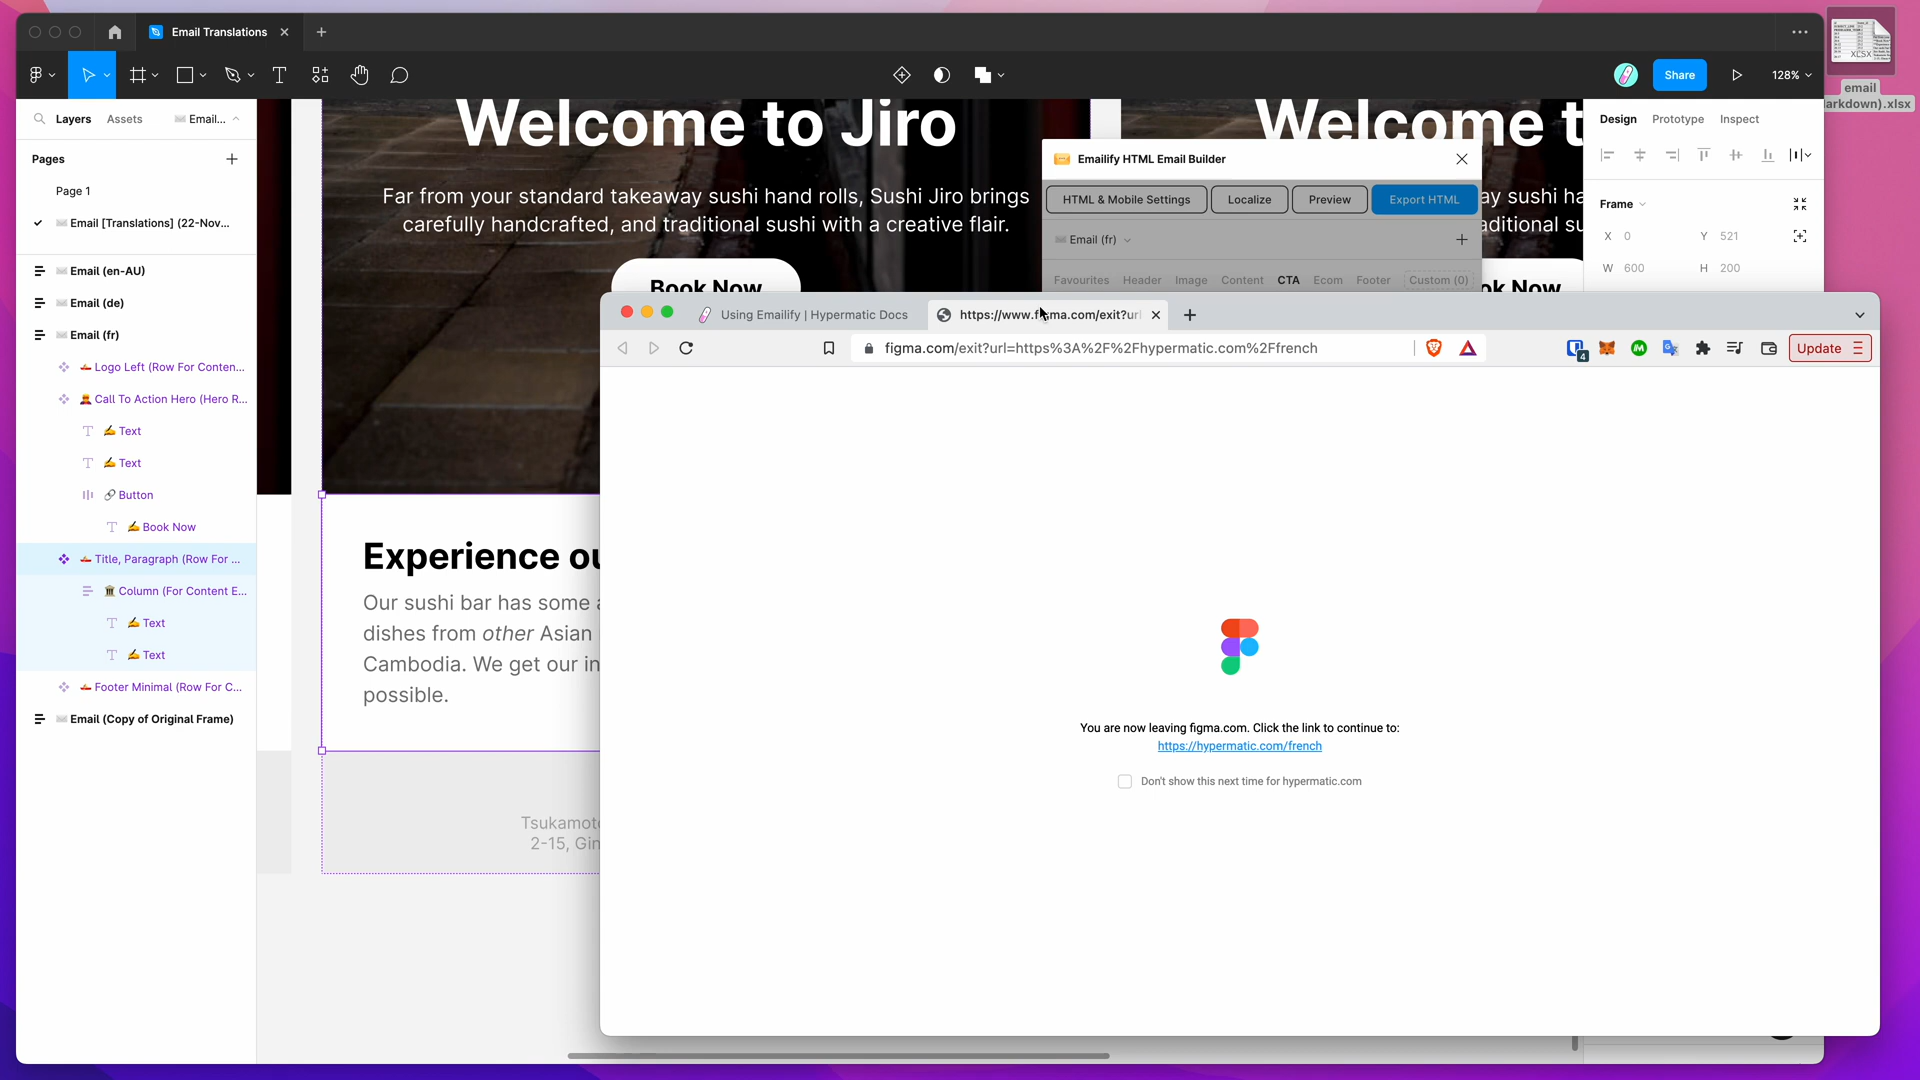 Email Translations
Share
128%
Layers
Assets
Email...
Pages
Page 1
Email [Translations] (22-Nov...
Email (en-AU)
Email (de)
Email (fr)
Logo Left (Row For Conten...
Call To Action Hero (Hero R...
Text
Text
Button
Book Now
Title, Paragraph (Row For ...
Column (For Content E...
Text
Text
Footer Minimal (Row For C...
Email (Copy of Original Frame)
Welcome to Jiro
Far from your standard takeaway sushi hand rolls, Sushi Jiro brings
carefully handcrafted, and traditional sushi with a creative flair.
Book Now
Experience ou
Our sushi bar has some a
dishes from other Asian
Cambodia. We get our in
possible.
Tsukamoto
2-15, Gin
Welcome t
ay sushi ha
aditional su
ok Now
Emailify HTML Email Builder
HTML & Mobile Settings
Localize
Preview
Export HTML
Email (fr)
Favourites
Header
Image
Content
CTA
Ecom
Footer
Custom (0)
Design
Prototype
Inspect
Frame
X 0
Y 521
W 600
H 200
XLSX
email
arkdown).xlsx
Using Emailify | Hypermatic Docs
https://www.figma.com/exit?url
figma.com/exit?url=https%3A%2F%2Fhypermatic.com%2Ffrench
4
Update
You are now leaving figma.com. Click the link to continue to:
https://hypermatic.com/french
Don't show this next time for hypermatic.com